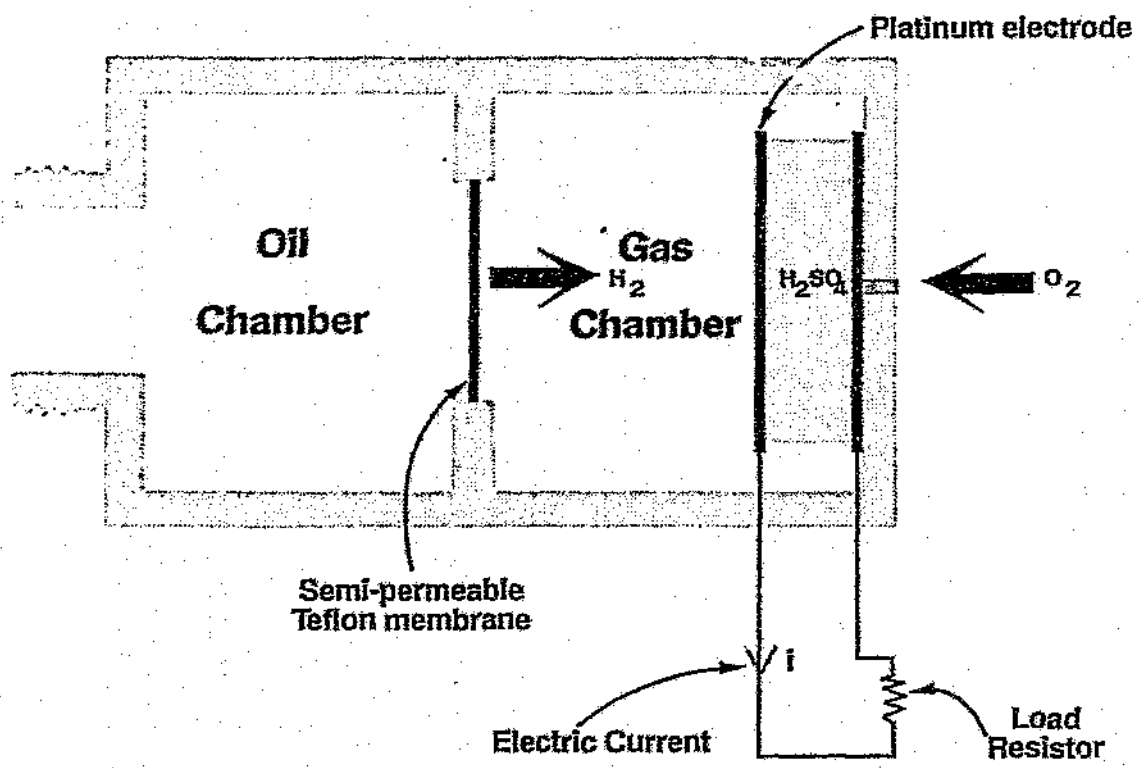 Platinum electrode
Oil
Chamber
H2
Gas
Chamber
H2SO4
O2
Semi-permeable
Teflon membrane
i
Electric Current
Load
Resistor